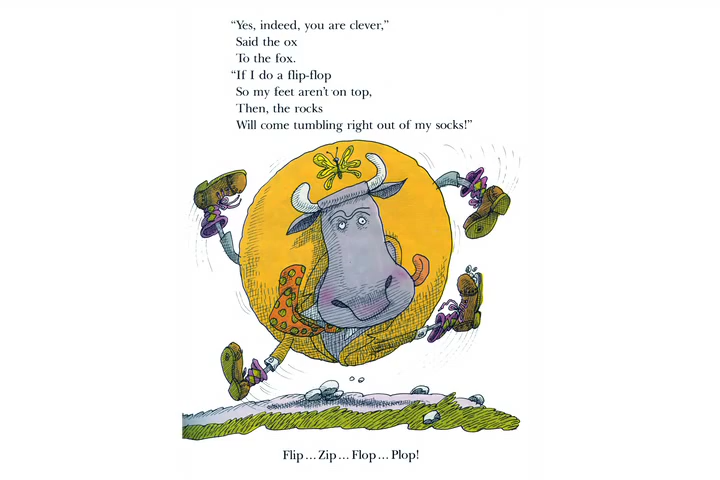 “Yes, indeed, you are clever,”
Said the ox
To the fox.
“If I do a flip-flop
So my feet aren’t on top,
Then, the rocks
Will come tumbling right out of my socks!”
Flip...Zip...Flop...Plop!